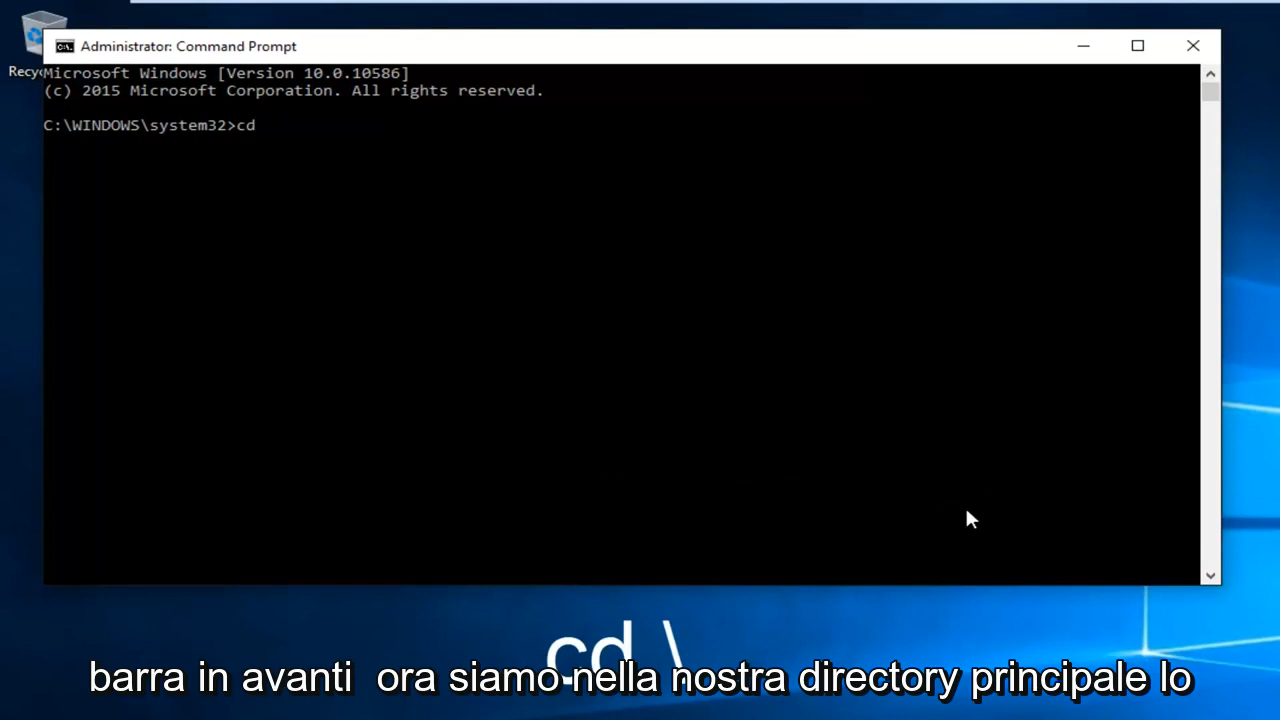 Administrator: Command Prompt
Recyc
Microsoft Windows [Version 10.0.10586]
(c) 2015 Microsoft Corporation. All rights reserved.
C:\WINDOWS\system32>cd
cd \
barra in avanti ora siamo nella nostra directory principale lo